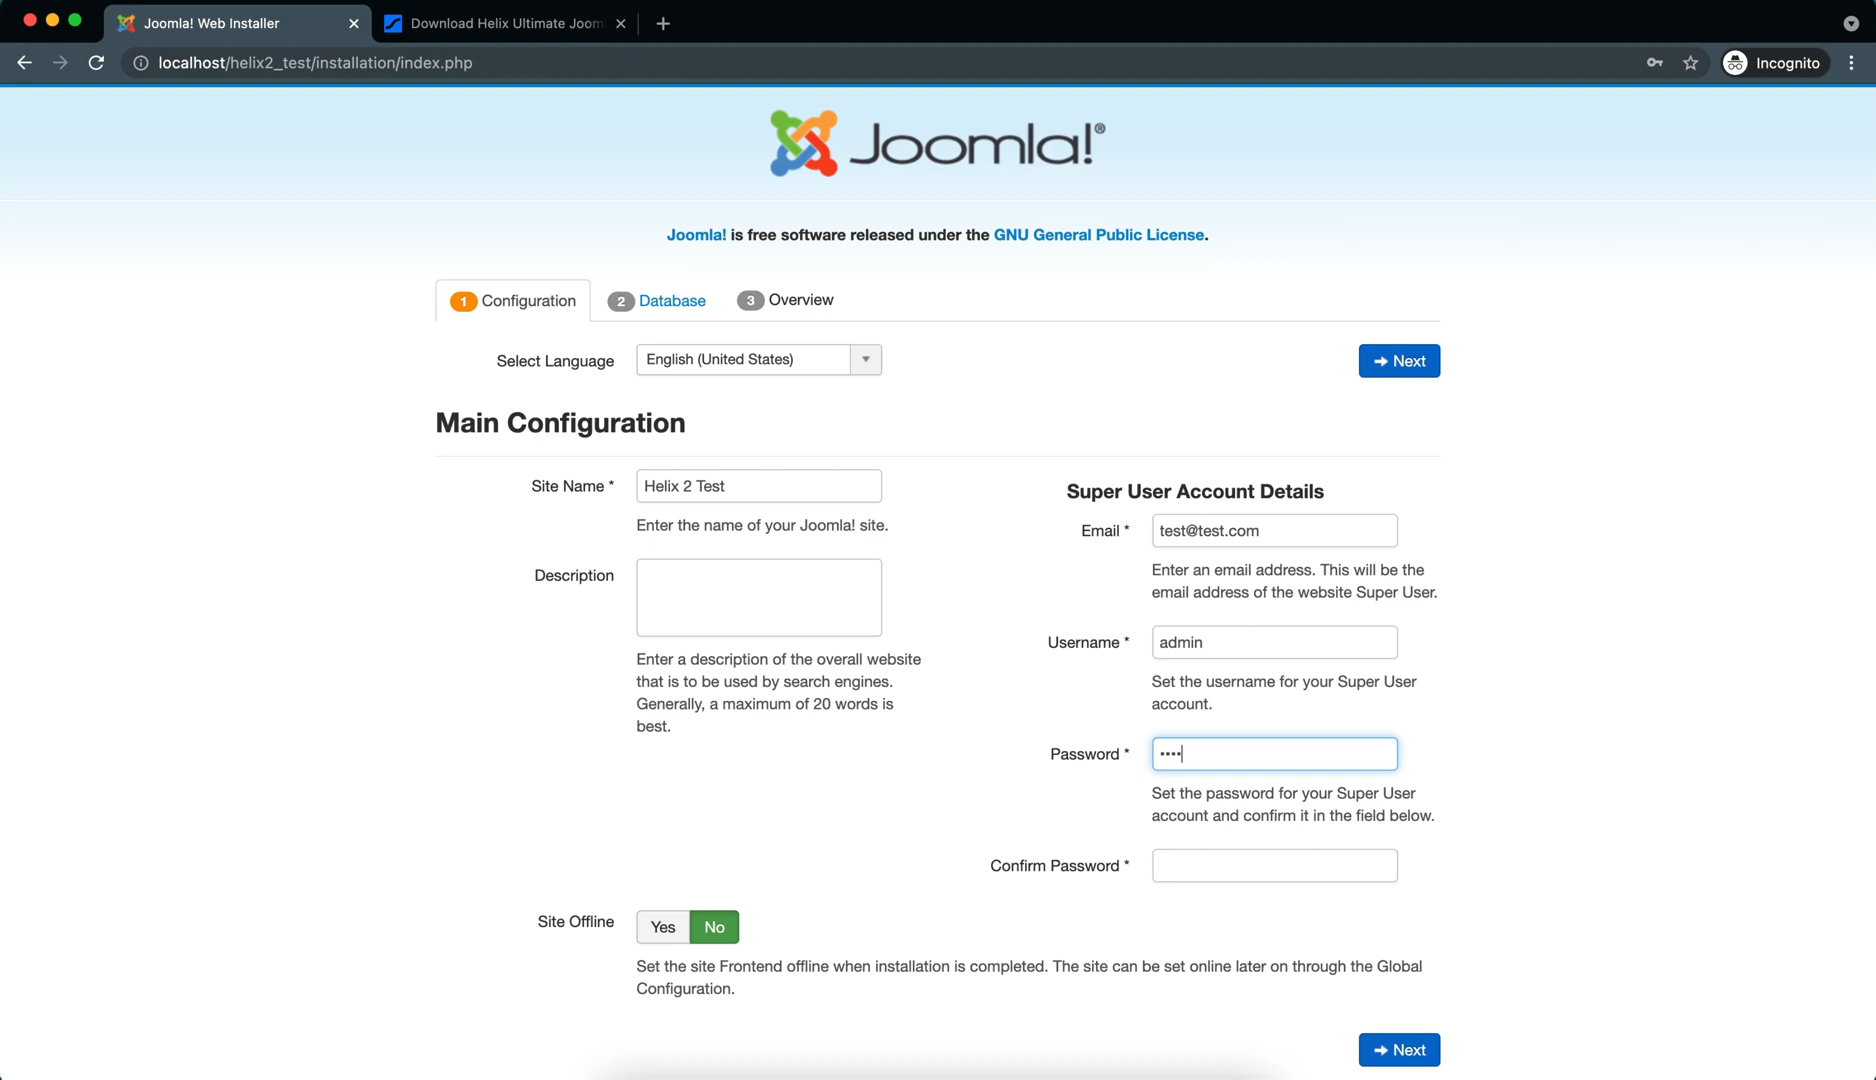 Joomla! Web Installer
Download Helix Ultimate Joom
localhost/helix2_test/installation/index.php
Incognito
Joomla!®
Joomla! is free software released under the GNU General Public License.
1 Configuration
2 Database
3 Overview
Select Language
English (United States)
Next
Main Configuration
Site Name *
Helix 2 Test
Enter the name of your Joomla! site.
Description
Enter a description of the overall website
that is to be used by search engines.
Generally, a maximum of 20 words is
best.
Super User Account Details
Email *
test@test.com
Enter an email address. This will be the
email address of the website Super User.
Username *
admin
Set the username for your Super User
account.
Password *
••••
Set the password for your Super User
account and confirm it in the field below.
Confirm Password *
Site Offline
Yes
No
Set the site Frontend offline when installation is completed. The site can be set online later on through the Global
Configuration.
Next